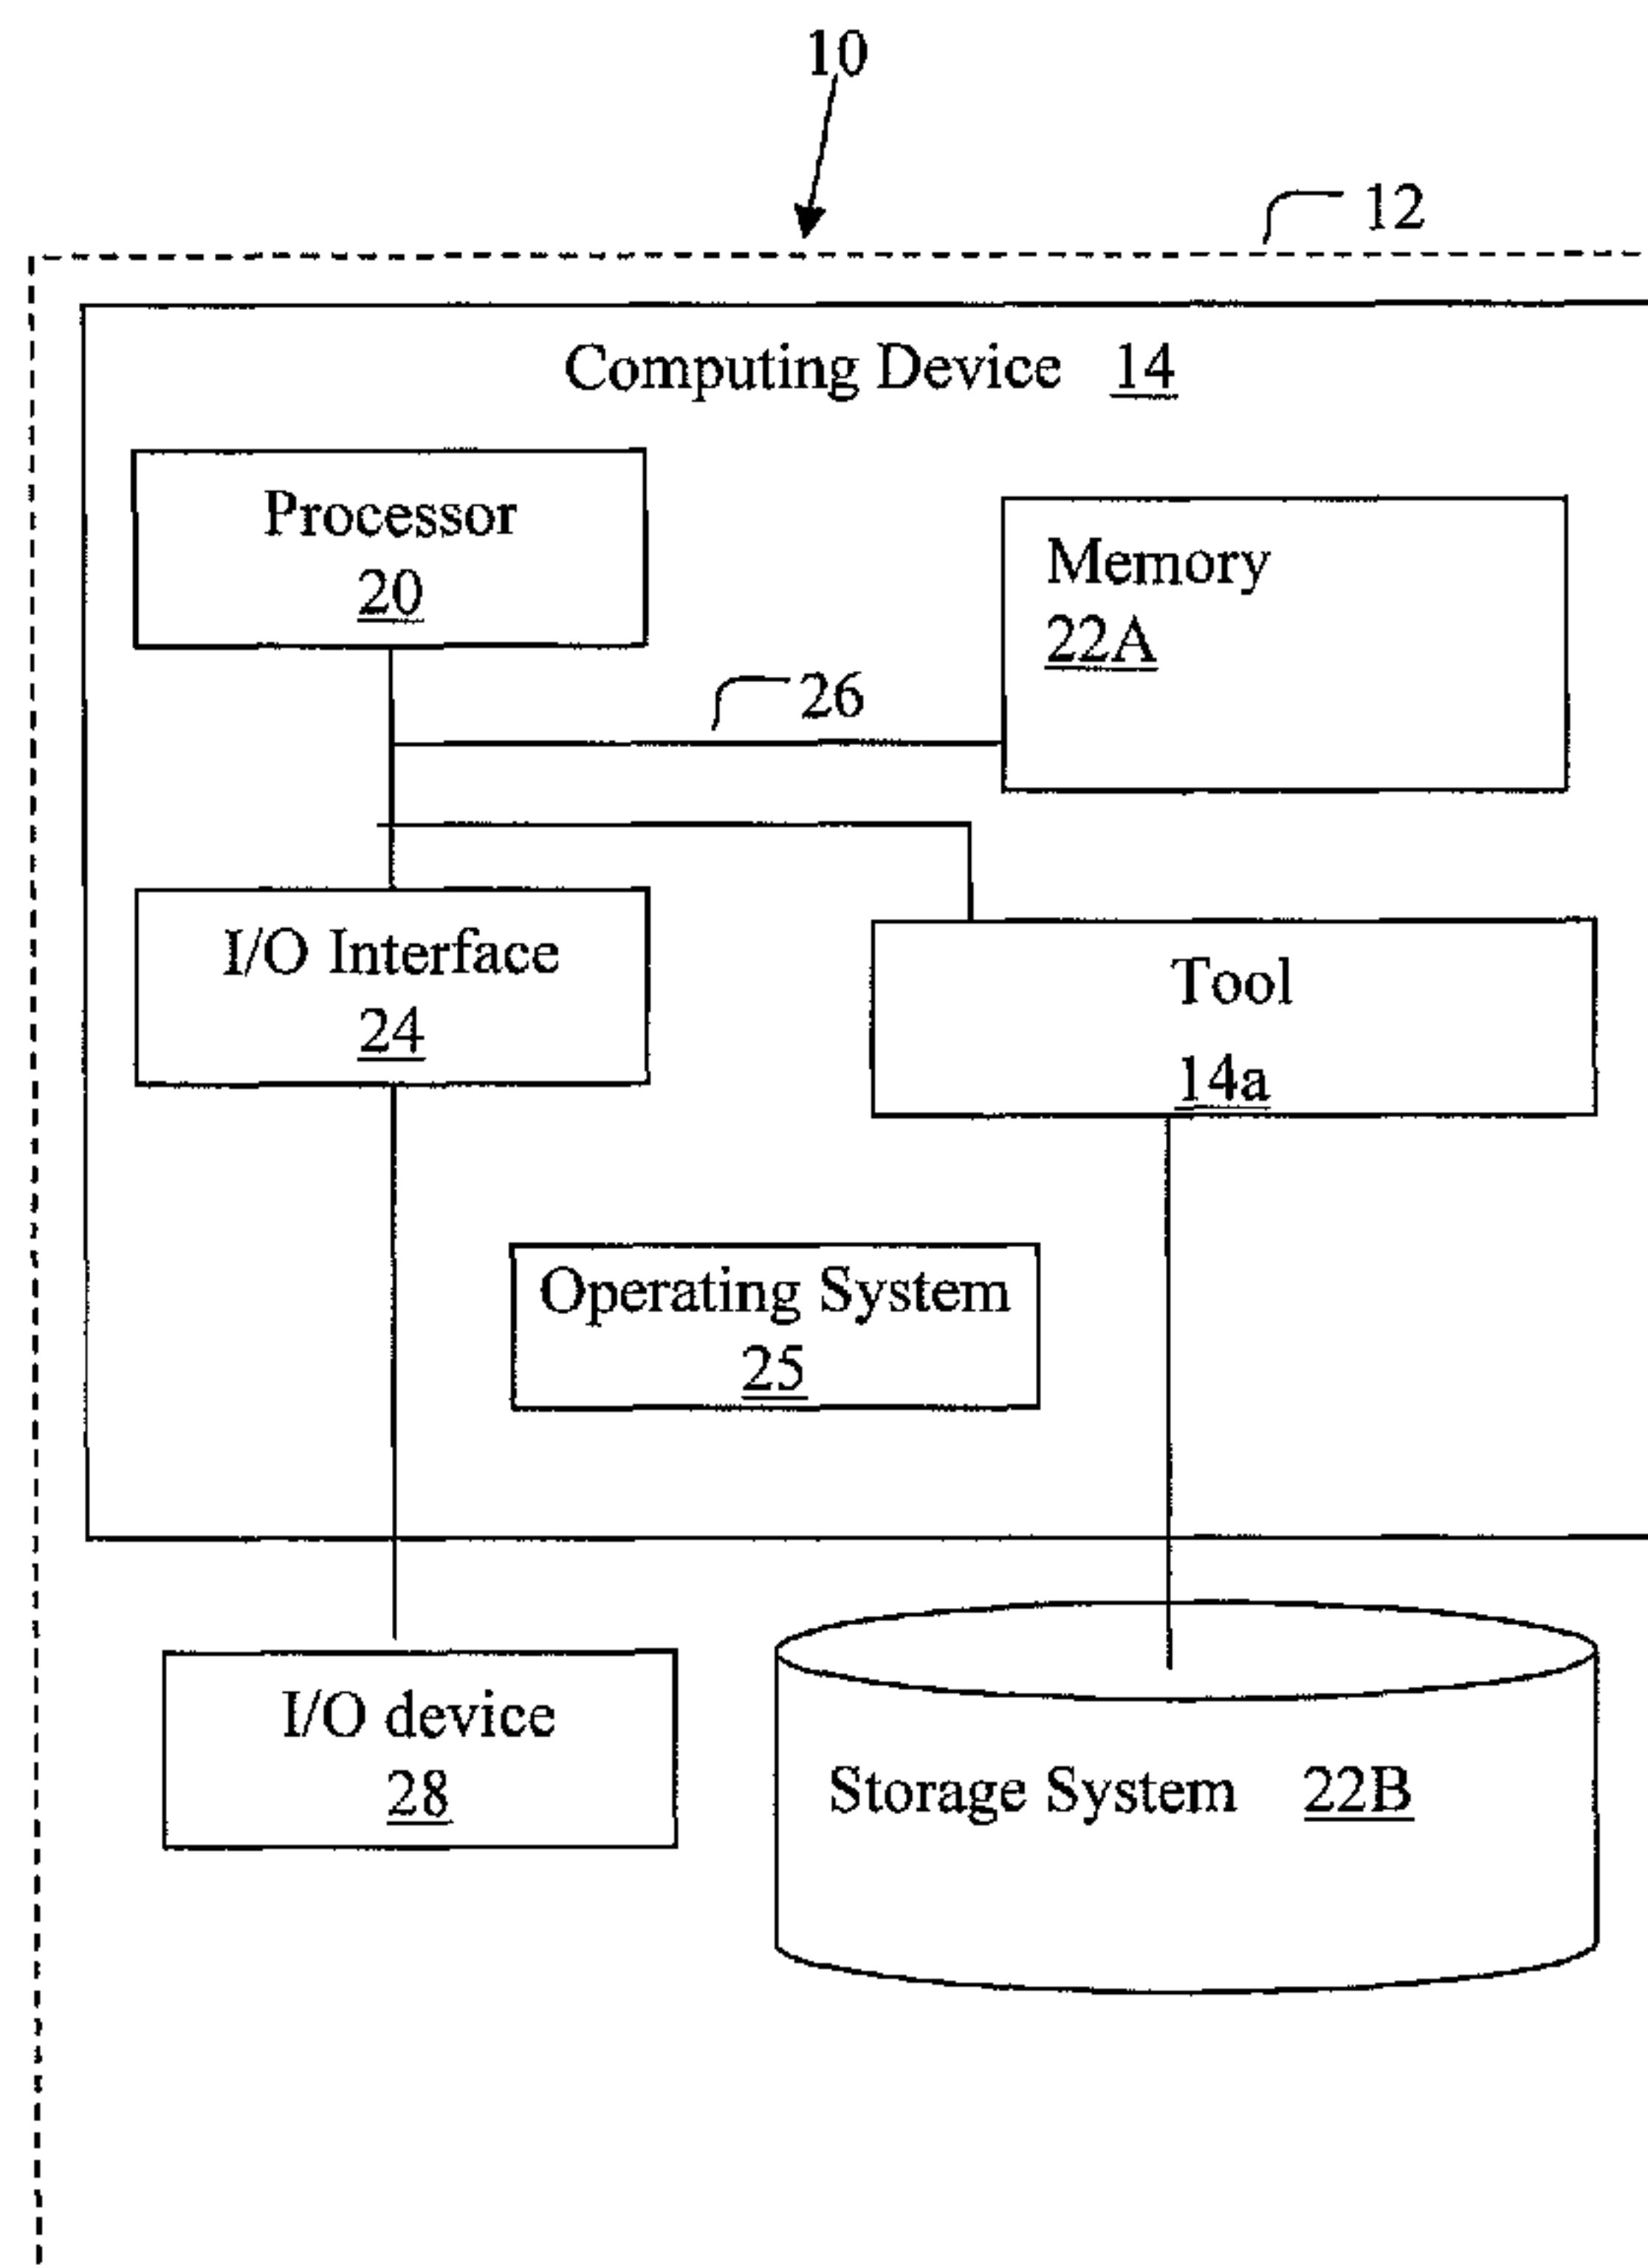 10
12
Computing Device 14
Processor
20
Memory
22A
26
I/O Interface
24
Tool
14a
Operating System
25
I/O device
28
Storage System 22B